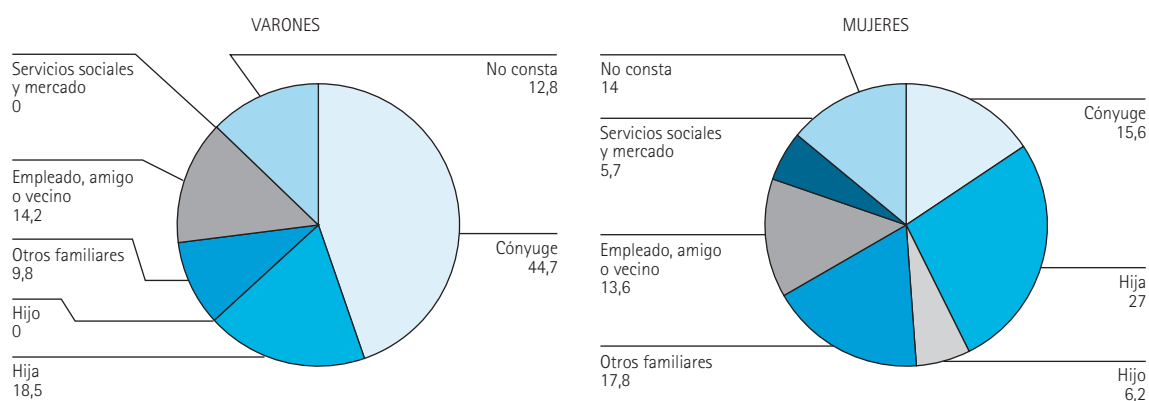 VARONES
Servicios sociales
y mercado
0
No consta
12,8
Empleado, amigo
o vecino
14,2
Otros familiares
9,8
Cónyuge
44,7
Hijo
0
Hija
18,5
MUJERES
No consta
14
Cónyuge
15,6
Servicios sociales
y mercado
5,7
Empleado, amigo
o vecino
13,6
Hija
27
Otros familiares
17,8
Hijo
6,2